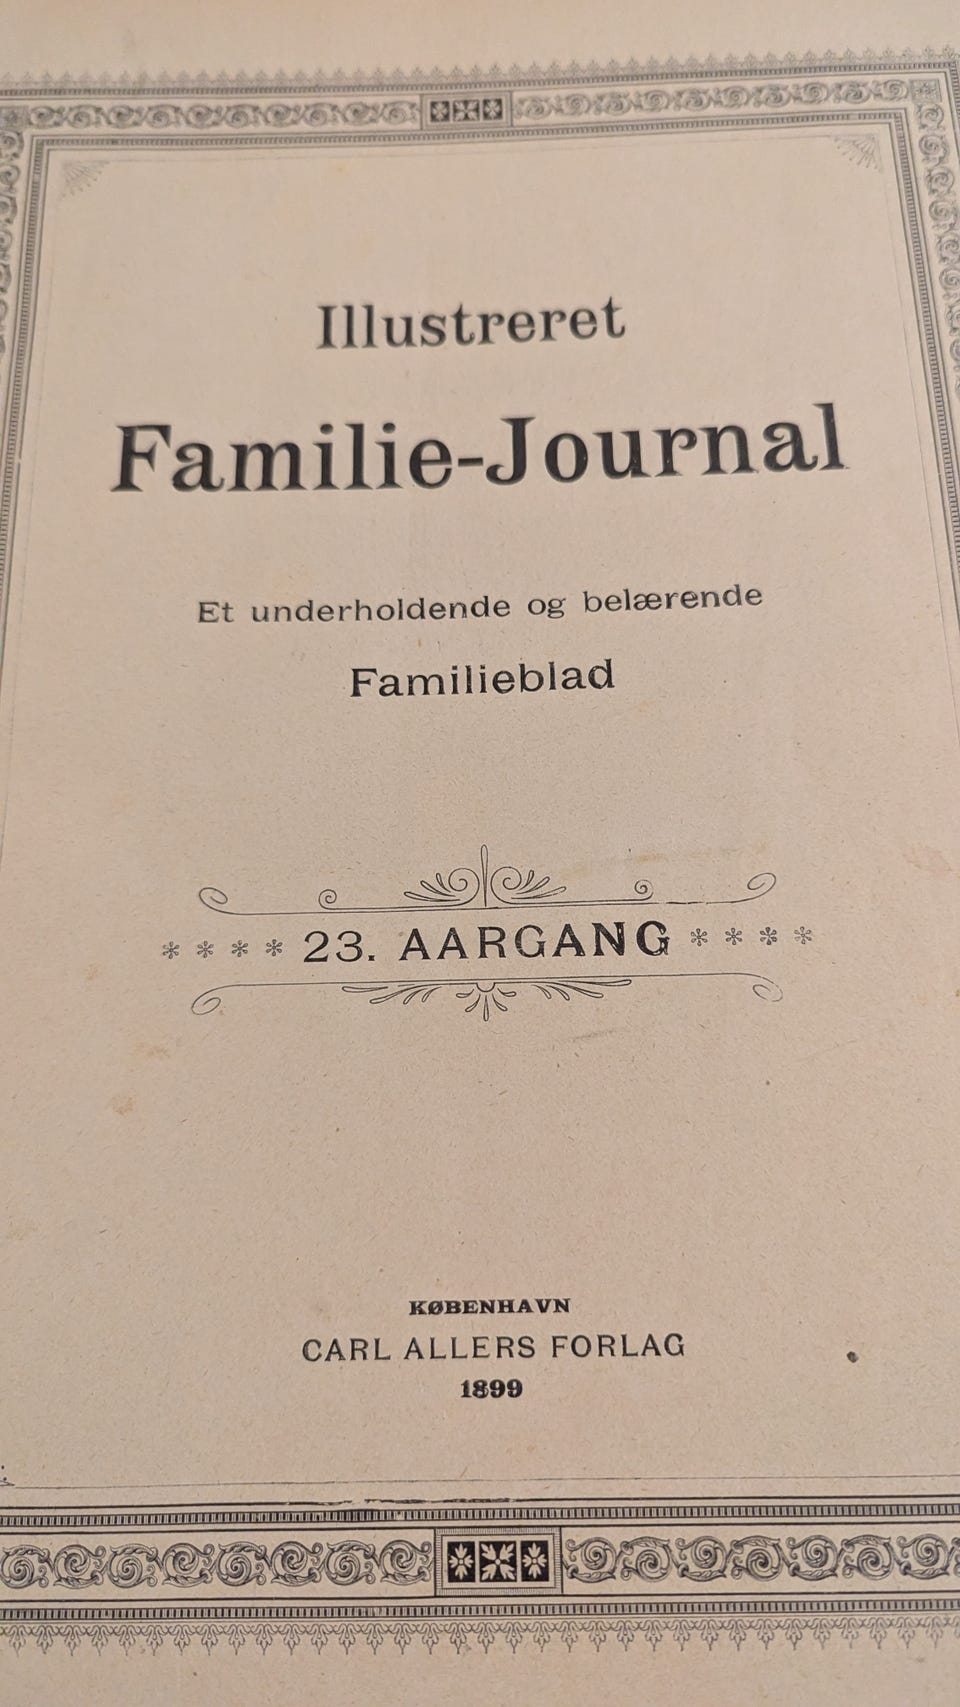 Illustreret
Familie-Journal
Et underholdende og belærende
Familieblad
**** 23. AARGANG ****
KØBENHAVN
CARL ALLERS FORLAG
1899